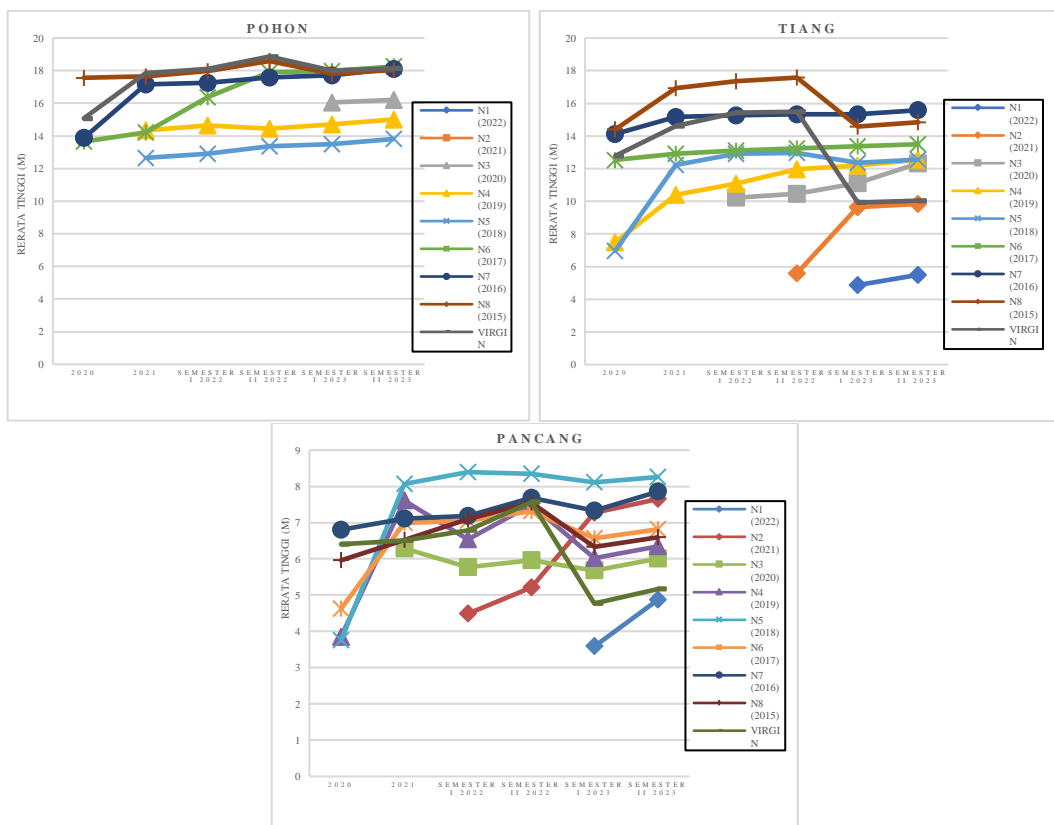 POHON
RERATA TINGGI (M)
20
18
16
14
12
10
8
6
4
2
0
2020
2021
SEMESTER
I 2022
SEMESTER
II 2022
SEMESTER
I 2023
SEMESTER
II 2023
N1
(2022)
N2
(2021)
N3
(2020)
N4
(2019)
N5
(2018)
N6
(2017)
N7
(2016)
N8
(2015)
VIRGI
N
TIANG
RERATA TINGGI (M)
20
18
16
14
12
10
8
6
4
2
0
2020
2021
SEMESTER
I 2022
SEMESTER
II 2022
SEMESTER
I 2023
SEMESTER
II 2023
N1
(2022)
N2
(2021)
N3
(2020)
N4
(2019)
N5
(2018)
N6
(2017)
N7
(2016)
N8
(2015)
VIRGI
N
PANCANG
RERATA TINGGI (M)
9
8
7
6
5
4
3
2
1
0
2020
2021
SEMESTER
I 2022
SEMESTER
II 2022
SEMESTER
I 2023
SEMESTER
II 2023
N1
(2022)
N2
(2021)
N3
(2020)
N4
(2019)
N5
(2018)
N6
(2017)
N7
(2016)
N8
(2015)
VIRGI
N